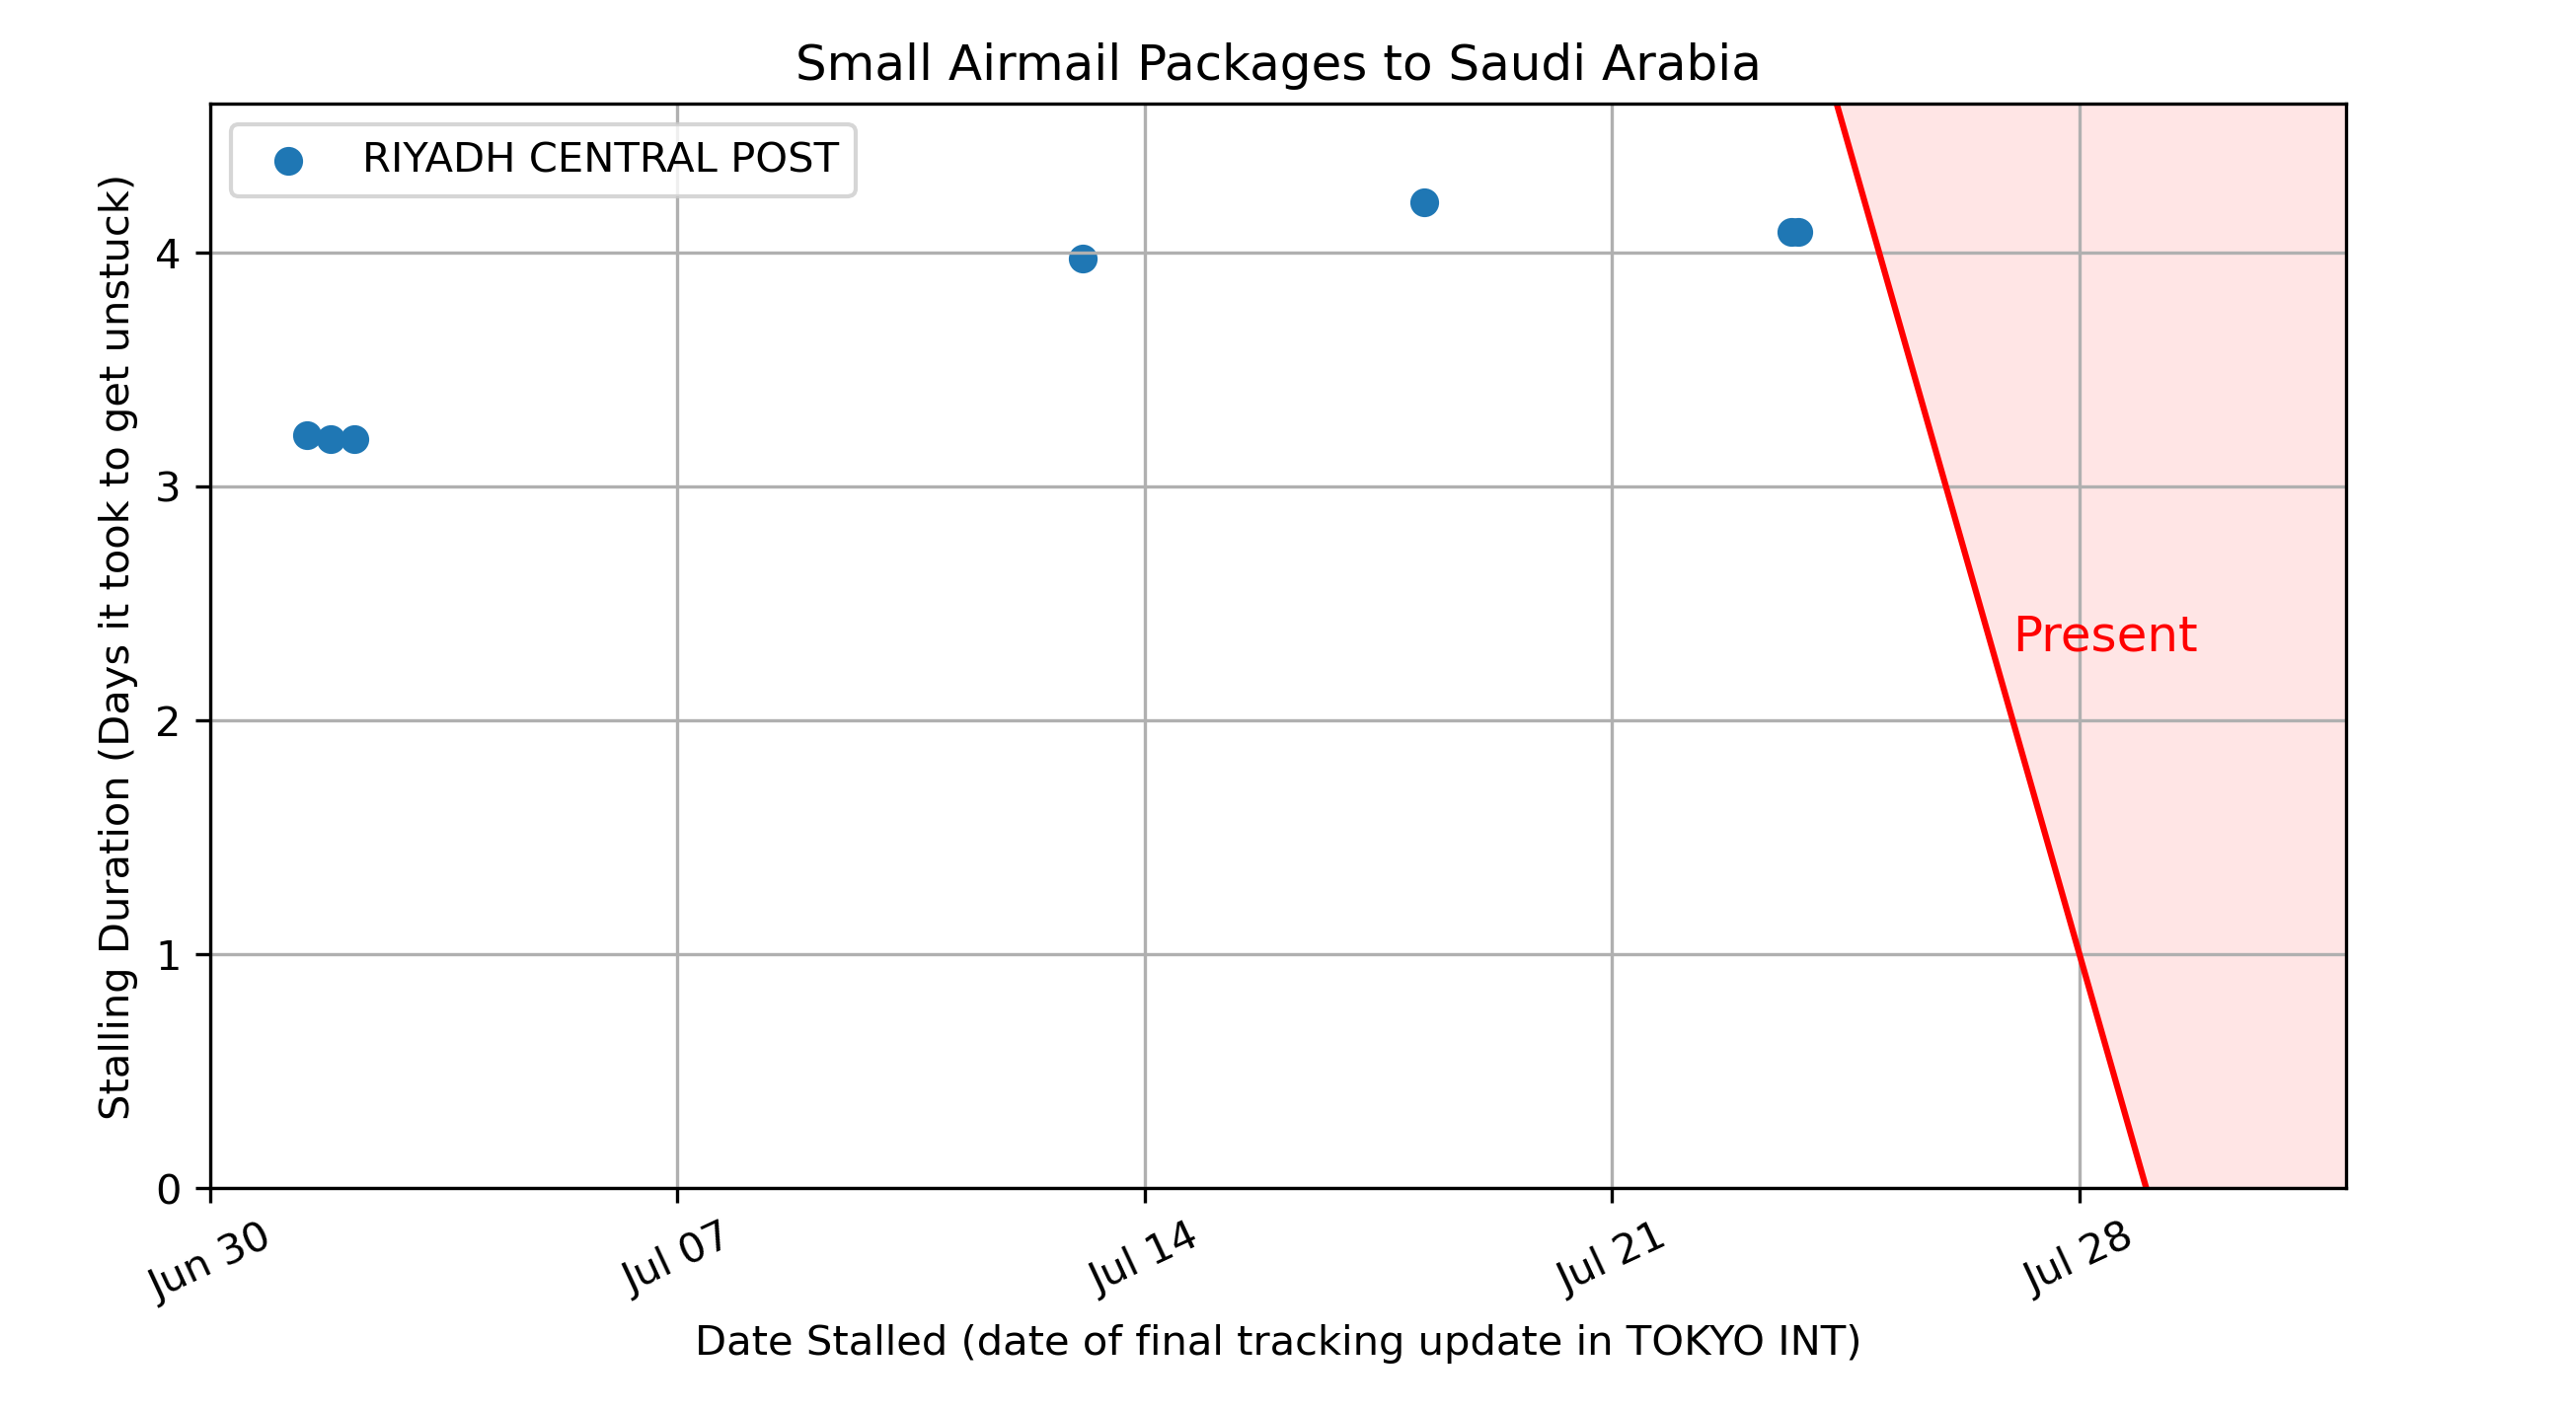 Small Airmail Packages to Saudi Arabia
RIYADH CENTRAL POST
Stalling Duration (Days it took to get unstuck)
4
3
2
1
0
Present
Jun 30
Jul 07
Jul 14
Jul 21
Jul 28
Date Stalled (date of final tracking update in TOKYO INT)